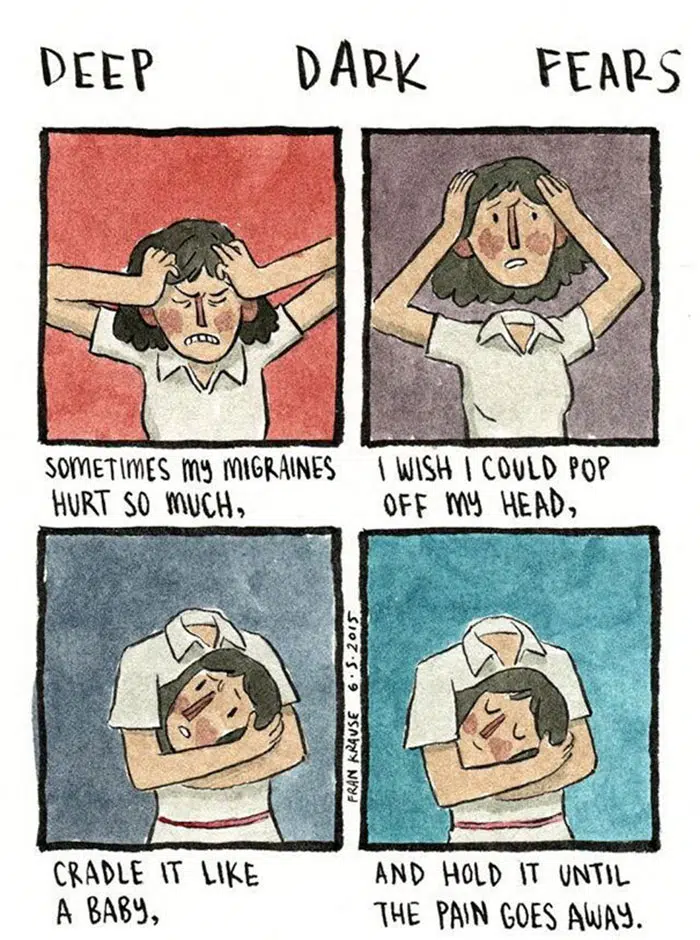 DEEP DARK FEARS
SOMETIMES my MIGRAINES
HURT SO MUCH,
I WISH I COULD POP
OFF MY HEAD,
CRADLE IT LIKE
A BABY,
FRAN KRAUSE 6.5.2015
AND HOLD IT UNTIL
THE PAIN GOES AWAY.